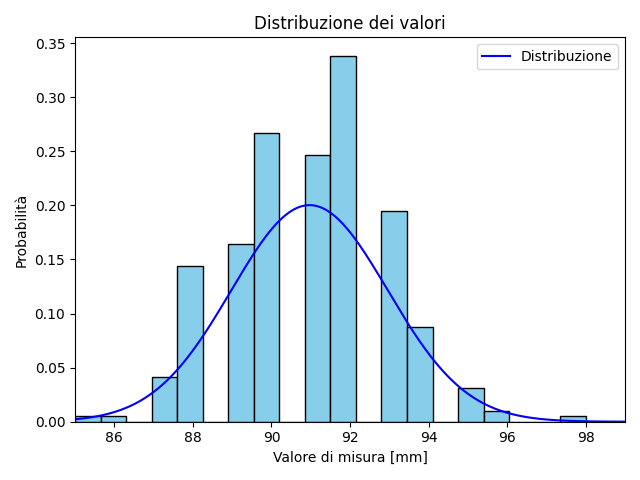 Distribuzione dei valori
Distribuzione
Probabilità
0.35
0.30
0.25
0.20
0.15
0.10
0.05
0.00
86 88 90 92 94 96 98
Valore di misura [mm]